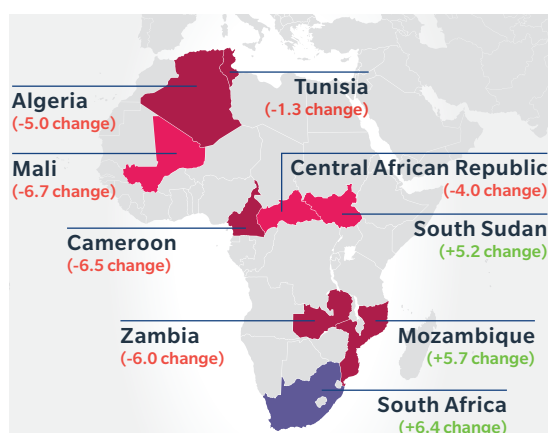 Algeria
(-5.0 change)
Tunisia
(-1.3 change)
Mali
(-6.7 change)
Central African Republic
(-4.0 change)
Cameroon
(-6.5 change)
South Sudan
(+5.2 change)
Zambia
(-6.0 change)
Mozambique
(+5.7 change)
South Africa
(+6.4 change)